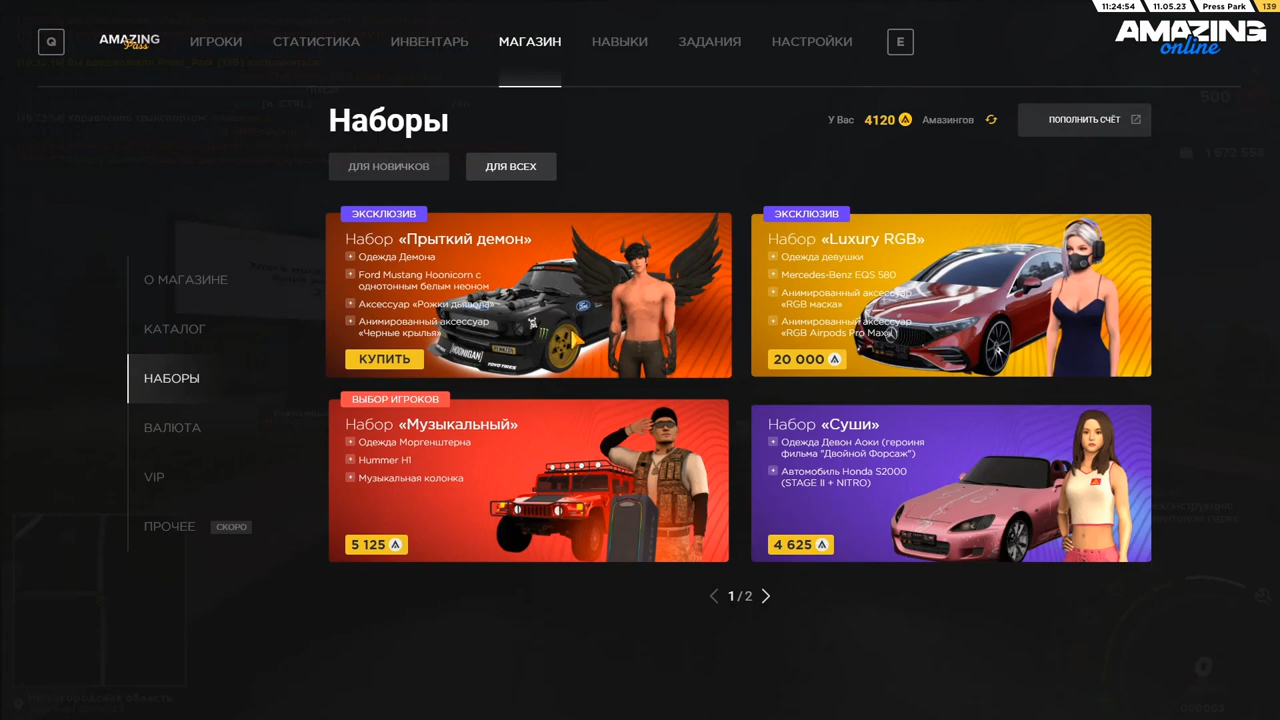 11:24:54
11.05.23
Press Park
139
AMAZING
online
Q
AMAZING
Pass
ИГРОКИ
СТАТИСТИКА
ИНВЕНТАРЬ
МАГАЗИН
НАВЫКИ
ЗАДАНИЯ
НАСТРОЙКИ
E
500
Наборы
У Вас 4120 Амазингов
ПОПОЛНИТЬ СЧЁТ
ДЛЯ НОВИЧКОВ
ДЛЯ ВСЕХ
О МАГАЗИНЕ
КАТАЛОГ
НАБОРЫ
ВАЛЮТА
VIP
ПРОЧЕЕ СКОРО
ЭКСКЛЮЗИВ
Набор «Прыткий демон»
Одежда Демона
Ford Mustang Hoonicorn с
однотонным белым неоном
Аксессуар «Рожки дьявола»
Анимированный аксессуар
«Черные крылья»
КУПИТЬ
HOONIGAN
TOYO TIRES
ЭКСКЛЮЗИВ
Набор «Luxury RGB»
Одежда девушки
Mercedes-Benz EQS 580
Анимированный аксессуар
«RGB маска»
Анимированный аксессуар
«RGB Airpods Pro Max»
20 000
ВЫБОР ИГРОКОВ
Набор «Музыкальный»
Одежда Моргенштерна
Hummer H1
Музыкальная колонка
5 125
Набор «Суши»
Одежда Девон Аоки (героиня
фильма "Двойной Форсаж")
Автомобиль Honda S2000
(STAGE II + NITRO)
4 625
1 / 2